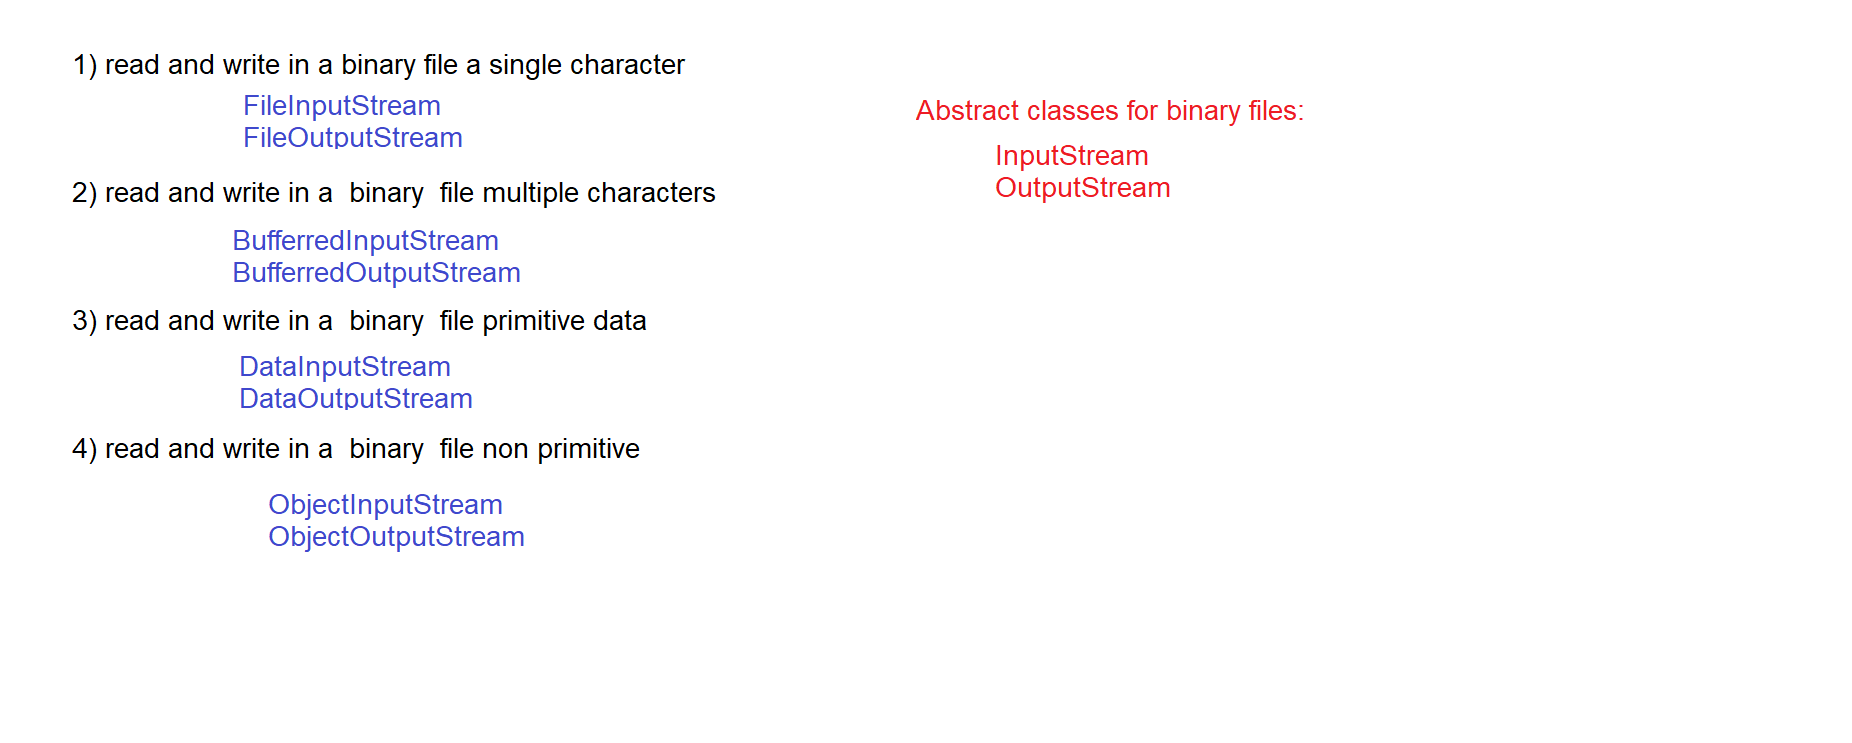 1) read and write in a binary file a single character
FileInputStream
FileOutputStream
2) read and write in a  binary  file multiple characters
BufferredInputStream
BufferredOutputStream
3) read and write in a  binary  file primitive data
DataInputStream
DataOutputStream
4) read and write in a  binary  file non primitive
ObjectInputStream
ObjectOutputStream
Abstract classes for binary files:
InputStream
OutputStream